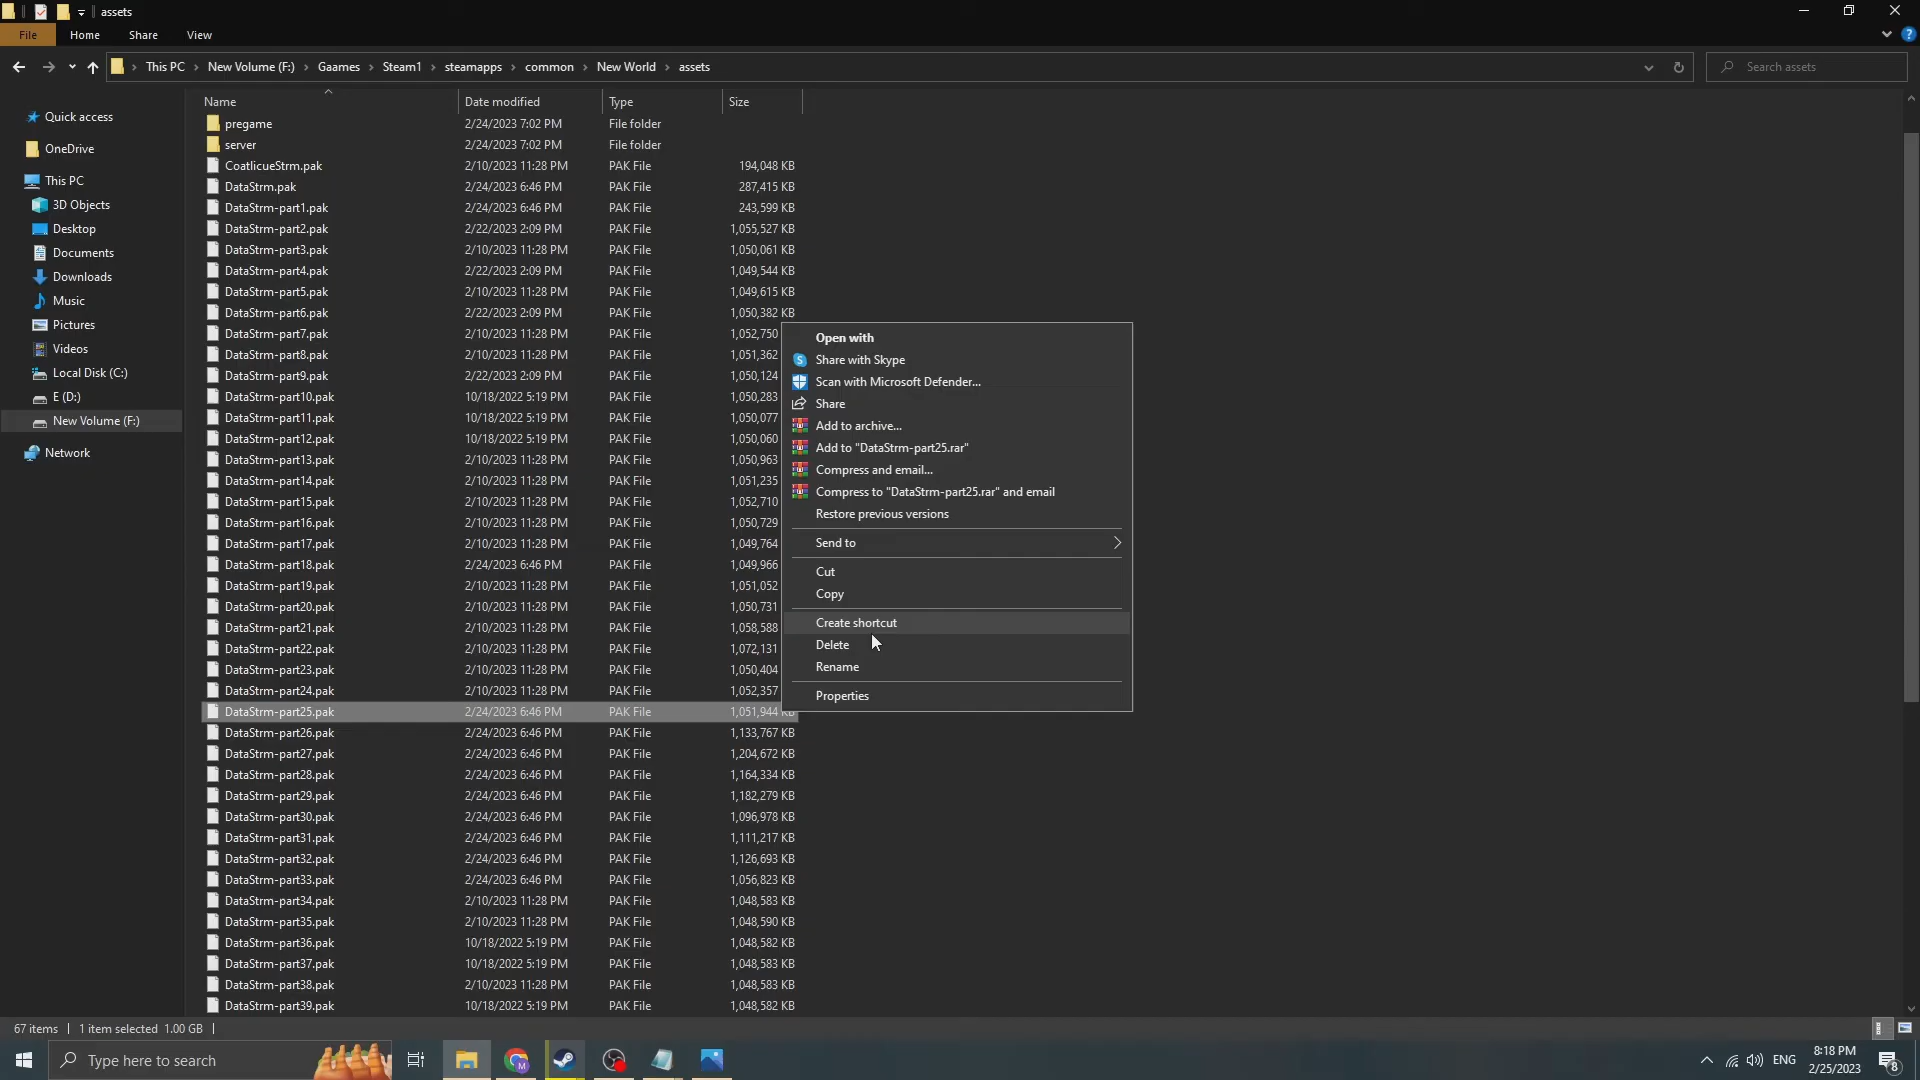 assets
File Home Share View
This PC New Volume (F:) Gaames Steam1 steamapps common New World assets
Search assets
Quick access
OneDrive
This PC
3D Objects
Desktop
Documents
Downloads
Music
Pictures
Videos
Local Disk (C:)
E (D:)
New Volume (F:)
Network
Name Date modified Type Size
pregame 2/24/2023 7:02 PM File folder
server 2/24/2023 7:02 PM File folder
CoatlicueStrm.pak 2/10/2023 11:28 PM PAK File 194,048 KB
DataStrm.pak 2/24/2023 6:46 PM PAK File 287,415 KB
DataStrm-part1.pak 2/24/2023 6:46 PM PAK File 243,599 KB
DataStrm-part2.pak 2/22/2023 2:09 PM PAK File 1,055,527 KB
DataStrm-part3.pak 2/10/2023 11:28 PM PAK File 1,050,061 KB
DataStrm-part4.pak 2/22/2023 2:09 PM PAK File 1,049,544 KB
DataStrm-part5.pak 2/10/2023 11:28 PM PAK File 1,049,615 KB
DataStrm-part6.pak 2/22/2023 2:09 PM PAK File 1,050,382 KB
DataStrm-part7.pak 2/10/2023 11:28 PM PAK File 1,052,750
DataStrm-part8.pak 2/10/2023 11:28 PM PAK File 1,051,362
DataStrm-part9.pak 2/22/2023 2:09 PM PAK File 1,050,124
DataStrm-part10.pak 10/18/2022 5:19 PM PAK File 1,050,283
DataStrm-part11.pak 10/18/2022 5:19 PM PAK File 1,050,077
DataStrm-part12.pak 10/18/2022 5:19 PM PAK File 1,050,060
DataStrm-part13.pak 2/10/2023 11:28 PM PAK File 1,050,963
DataStrm-part14.pak 2/10/2023 11:28 PM PAK File 1,051,235
DataStrm-part15.pak 2/10/2023 11:28 PM PAK File 1,052,710
DataStrm-part16.pak 2/10/2023 11:28 PM PAK File 1,050,729
DataStrm-part17.pak 2/10/2023 11:28 PM PAK File 1,049,764
DataStrm-part18.pak 2/24/2023 6:46 PM PAK File 1,049,966
DataStrm-part19.pak 2/10/2023 11:28 PM PAK File 1,051,052
DataStrm-part20.pak 2/10/2023 11:28 PM PAK File 1,050,731
DataStrm-part21.pak 2/10/2023 11:28 PM PAK File 1,058,588
DataStrm-part22.pak 2/10/2023 11:28 PM PAK File 1,072,131
DataStrm-part23.pak 2/10/2023 11:28 PM PAK File 1,050,404
DataStrm-part24.pak 2/10/2023 11:28 PM PAK File 1,052,357
DataStrm-part25.pak 2/24/2023 6:46 PM PAK File 1,051,944 KB
DataStrm-part26.pak 2/24/2023 6:46 PM PAK File 1,133,767 KB
DataStrm-part27.pak 2/24/2023 6:46 PM PAK File 1,204,672 KB
DataStrm-part28.pak 2/24/2023 6:46 PM PAK File 1,164,334 KB
DataStrm-part29.pak 2/24/2023 6:46 PM PAK File 1,182,279 KB
DataStrm-part30.pak 2/24/2023 6:46 PM PAK File 1,096,978 KB
DataStrm-part31.pak 2/24/2023 6:46 PM PAK File 1,111,217 KB
DataStrm-part32.pak 2/24/2023 6:46 PM PAK File 1,126,693 KB
DataStrm-part33.pak 2/24/2023 6:46 PM PAK File 1,056,823 KB
DataStrm-part34.pak 2/10/2023 11:28 PM PAK File 1,048,583 KB
DataStrm-part35.pak 2/10/2023 11:28 PM PAK File 1,048,590 KB
DataStrm-part36.pak 10/18/2022 5:19 PM PAK File 1,048,582 KB
DataStrm-part37.pak 10/18/2022 5:19 PM PAK File 1,048,583 KB
DataStrm-part38.pak 2/10/2023 11:28 PM PAK File 1,048,583 KB
DataStrm-part39.pak 10/18/2022 5:19 PM PAK File 1,048,582 KB
Open with
Share with Skype
Scan with Microsoft Defender...
Share
Add to archive...
Add to "DataStrm-part25.rar"
Compress and email...
Compress to "DataStrm-part25.rar" and email
Restore previous versions
Send to
Cut
Copy
Create shortcut
Delete
Rename
Properties
67 items 1 item selected 1.00 GB
Type here to search
ENG
8:18 PM
2/25/2023
8